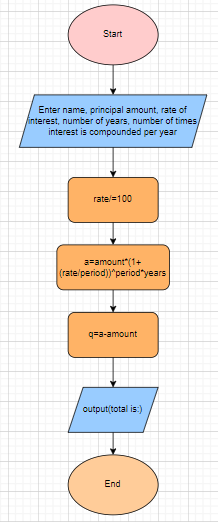 Start
Enter name, principal amount, rate of
interest, number of years, number of times
interest is compounded per year
rate/=100
a=amount*(1+
(rate/period))^period*years
q=a-amount
output(total is:)
End